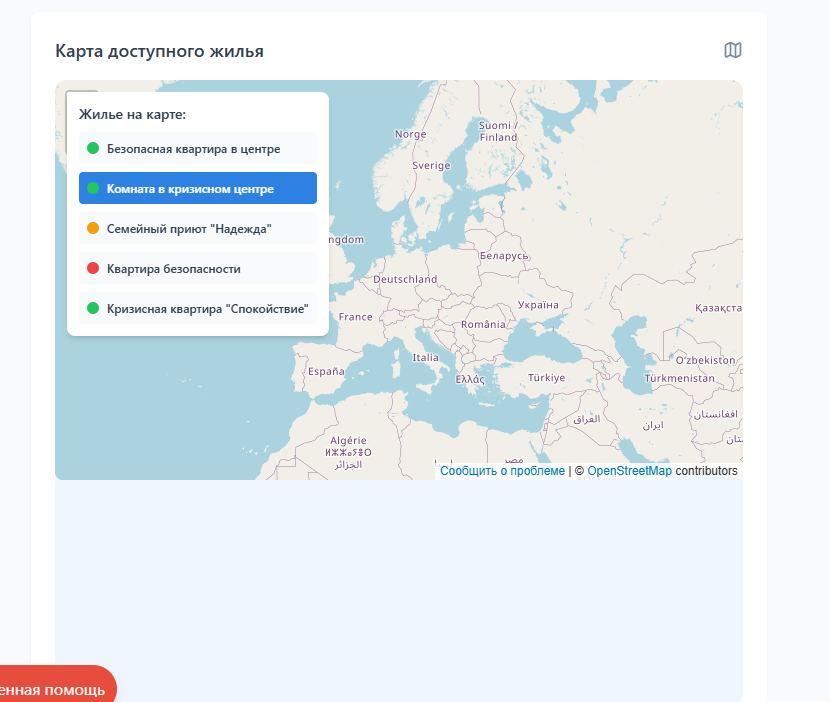 Карта доступного жилья
Жилье на карте:
Безопасная квартира в центре
Комната в кризисном центре
Семейный приют "Надежда"
Квартира безопасности
Кризисная квартира "Спокойствие"
Norge
Suomi /
Finland
Sverige
ngdom
Беларусь
Deutschland
Україна
Қазақста
France
România
Italia
O'zbekiston
España
Ελλάς
Türkiye
Türkmenistan
افغانستان
العراق
ایران
Algérie
ⵍⵣⵣⴰⵢⴻⵔ
الجزائر
Сообщить о проблеме | © OpenStreetMap contributors
енная помощь